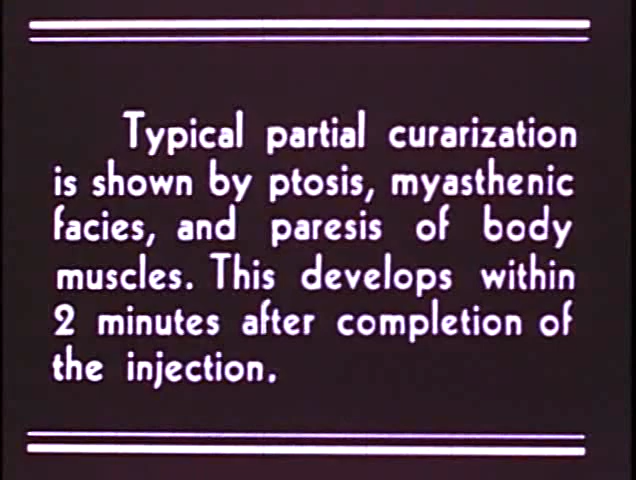 Typical partial curarization
is shown by ptosis, myasthenic
facies, and paresis of body
muscles. This develops within
2 minutes after completion of
the injection.